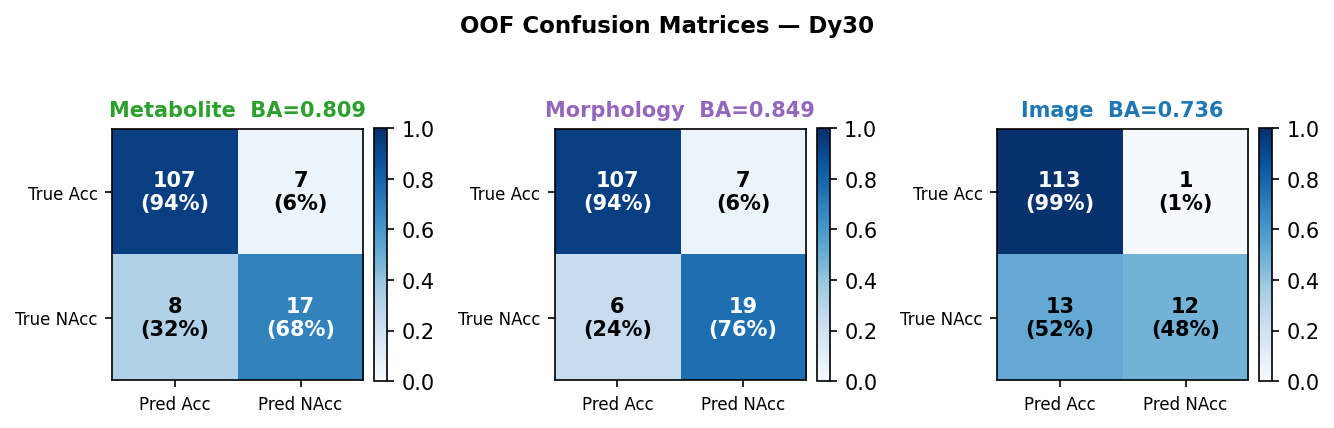 OOF Confusion Matrices — Dy30
Metabolite  BA=0.809
True Acc
True NAcc
107
(94%)
7
(6%)
8
(32%)
17
(68%)
Pred Acc
Pred NAcc
1.0
0.8
0.6
0.4
0.2
0.0
Morphology  BA=0.849
True Acc
True NAcc
107
(94%)
7
(6%)
6
(24%)
19
(76%)
Pred Acc
Pred NAcc
1.0
0.8
0.6
0.4
0.2
0.0
Image  BA=0.736
True Acc
True NAcc
113
(99%)
1
(1%)
13
(52%)
12
(48%)
Pred Acc
Pred NAcc
1.0
0.8
0.6
0.4
0.2
0.0